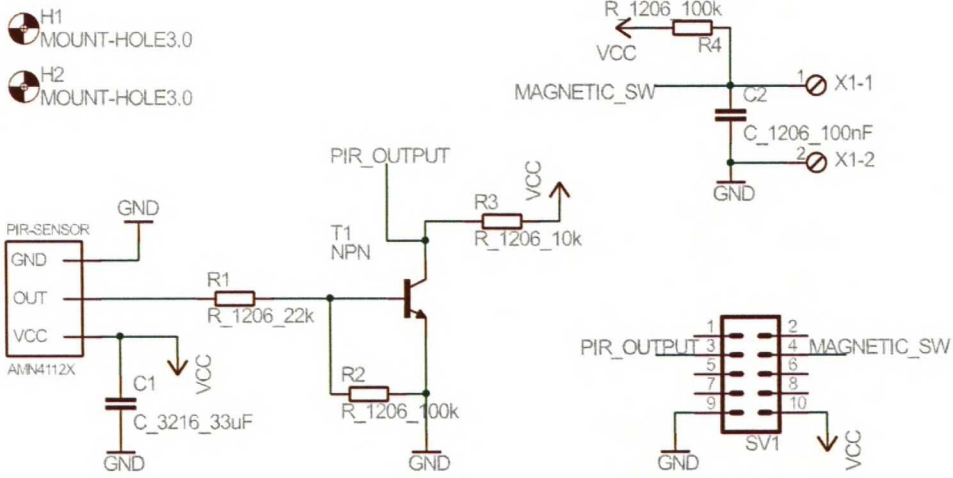 H1
MOUNT-HOLE3.0
H2
MOUNT-HOLE3.0
R_1206_100k
R4
VCC
MAGNETIC_SW
1
X1-1
C2
C_1206_100nF
2
X1-2
GND
PIR_OUTPUT
R3
VCC
R_1206_10k
T1
NPN
GND
PIR-SENSOR
GND
OUT
VCC
AMN4112X
R1
R_1206_22k
VCC
C1
C_3216_33uF
GND
R2
R_1206_100k
GND
1 2
PIR_OUTPUT 3 4 MAGNETIC_SW
5 6
7 8
9 10
SV1
GND
VCC